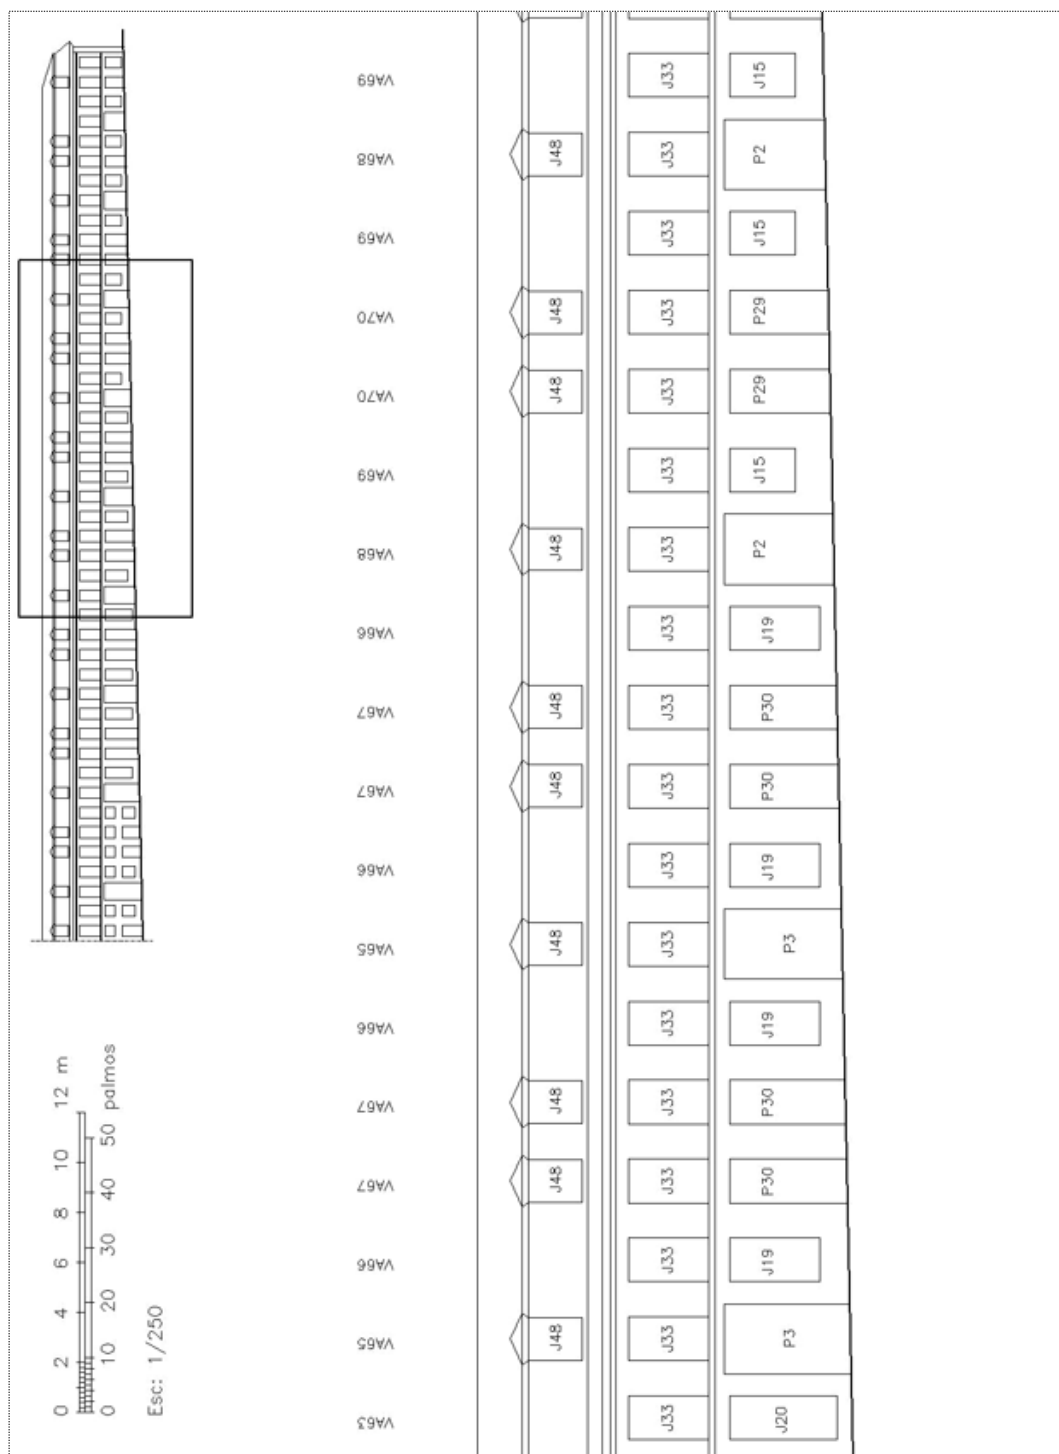 0 2 4 6 8 10 12 m
0 10 20 30 40 50 palmos
Esc: 1/250
VA63 VA65 VA66 VA67 VA67 VA66 VA65 VA66 VA67 VA67 VA66 VA68 VA69 VA70 VA70 VA69 VA68 VA69
J48 J48 J48 J48 J48 J48 J48 J48 J48 J48
J33 J33 J33 J33 J33 J33 J33 J33 J33 J33 J33 J33 J33 J33 J33 J33 J33 J33
J20 P3 J19 P30 P30 J19 P3 J19 P30 P30 J19 P2 J15 P29 P29 J15 P2 J15